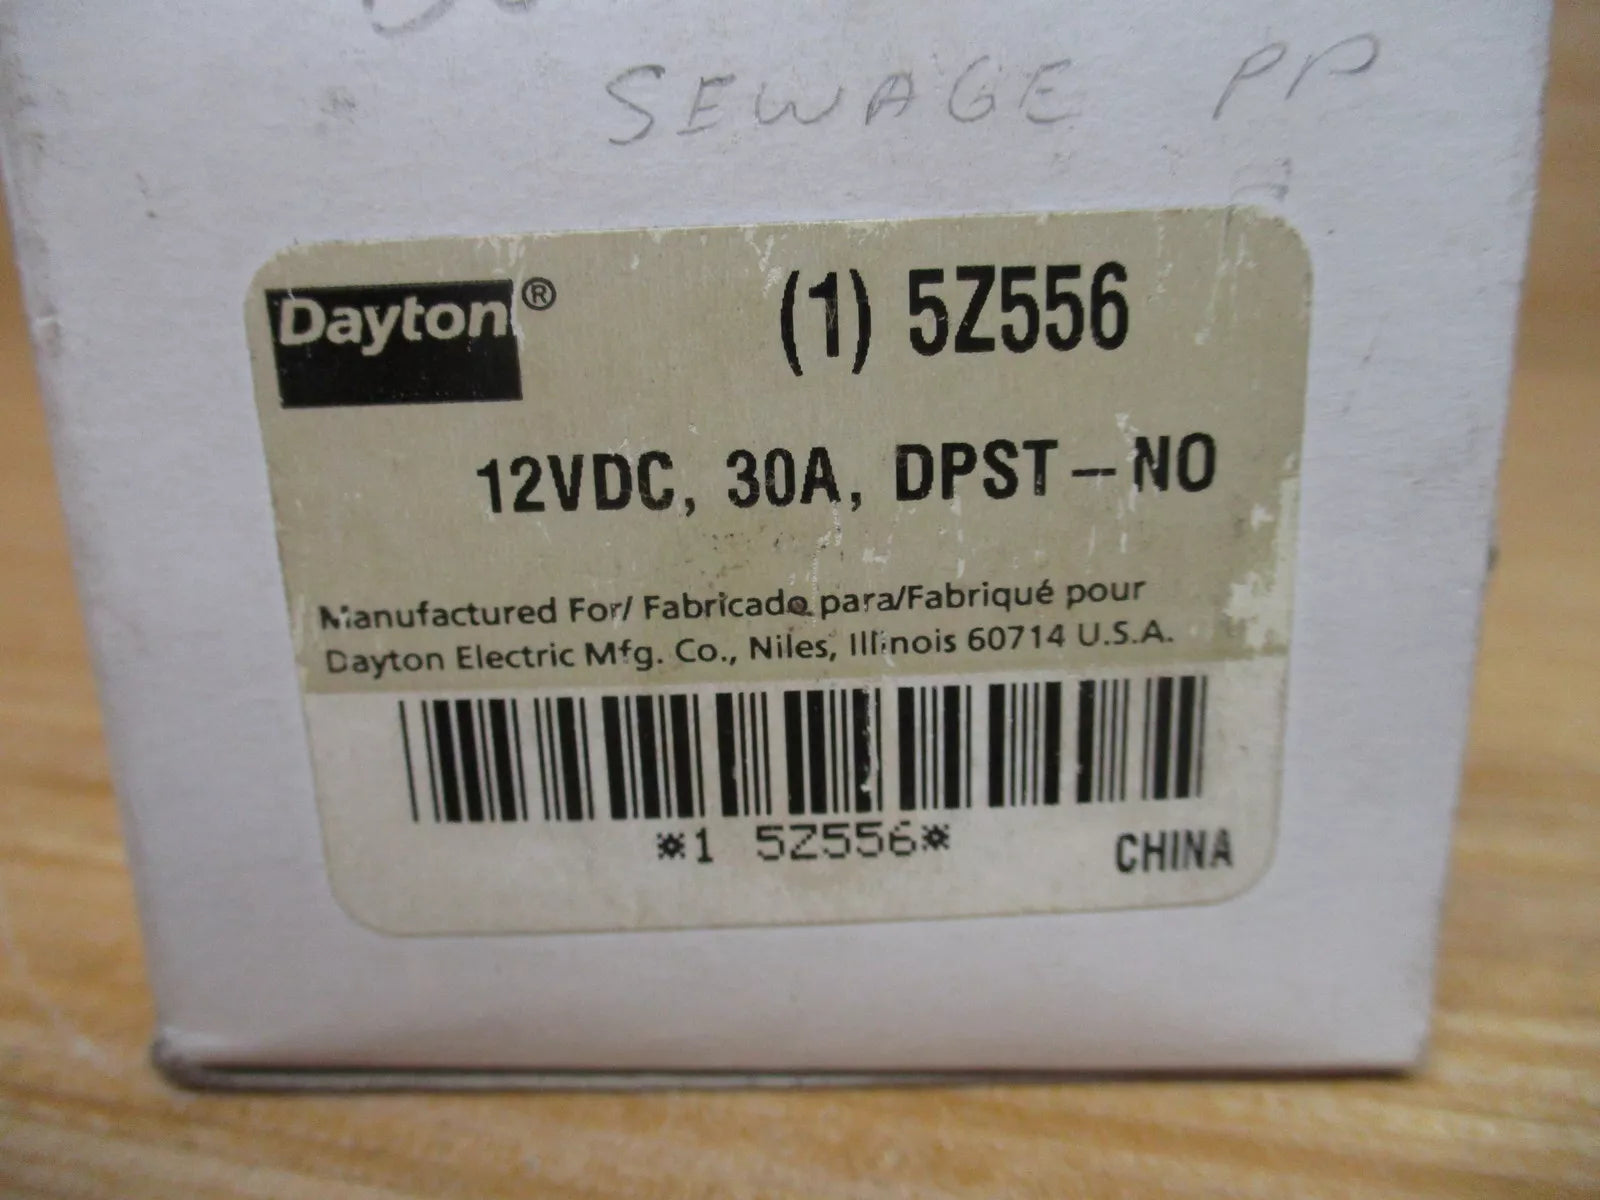 SEWAGE PP
Dayton®
(1) 5Z556
12VDC, 30A, DPST-NO
Manufactured For/ Fabricado para/Fabriqué pour
Dayton Electric Mfg. Co., Niles, Illinois 60714 U.S.A.
*1 5Z556*
CHINA